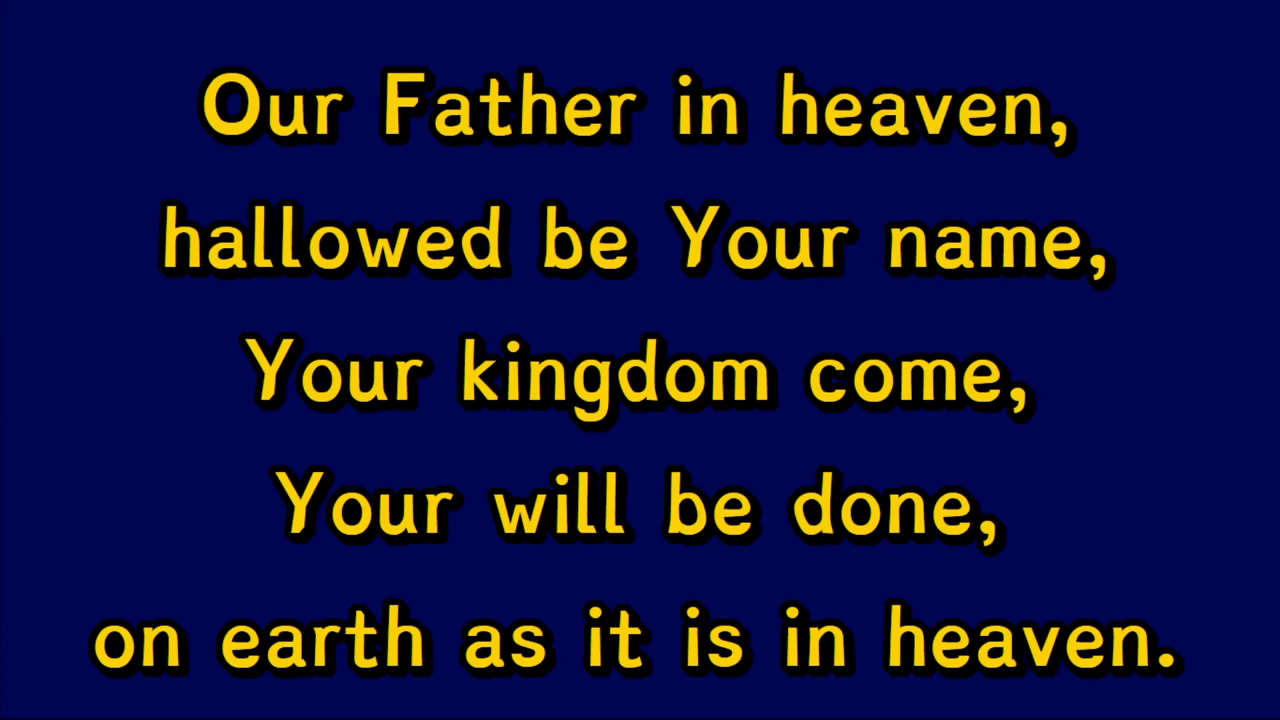 Our Father in heaven,
hallowed be Your name,
Your kingdom come,
Your will be done,
on earth as it is in heaven.